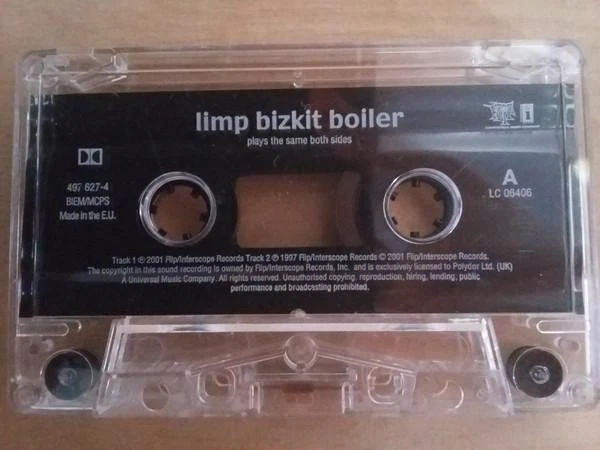 limp bizkit boiler
plays the same both sides
497 627-4
BIEM/MCPS
Made in the E.U.
A
LC 06406
Track 1 ℗ 2001 Flip/Interscope Records Track 2 ℗ 1997 Flip/Interscope Records © 2001 Flip/Interscope Records.
The copyright in this sound recording is owned by Flip/Interscope Records, Inc. and is exclusively licensed to Polydor Ltd. (UK)
A Universal Music Company. All rights reserved. Unauthorised copying, reproduction, hiring, lending, public
performance and broadcasting prohibited.